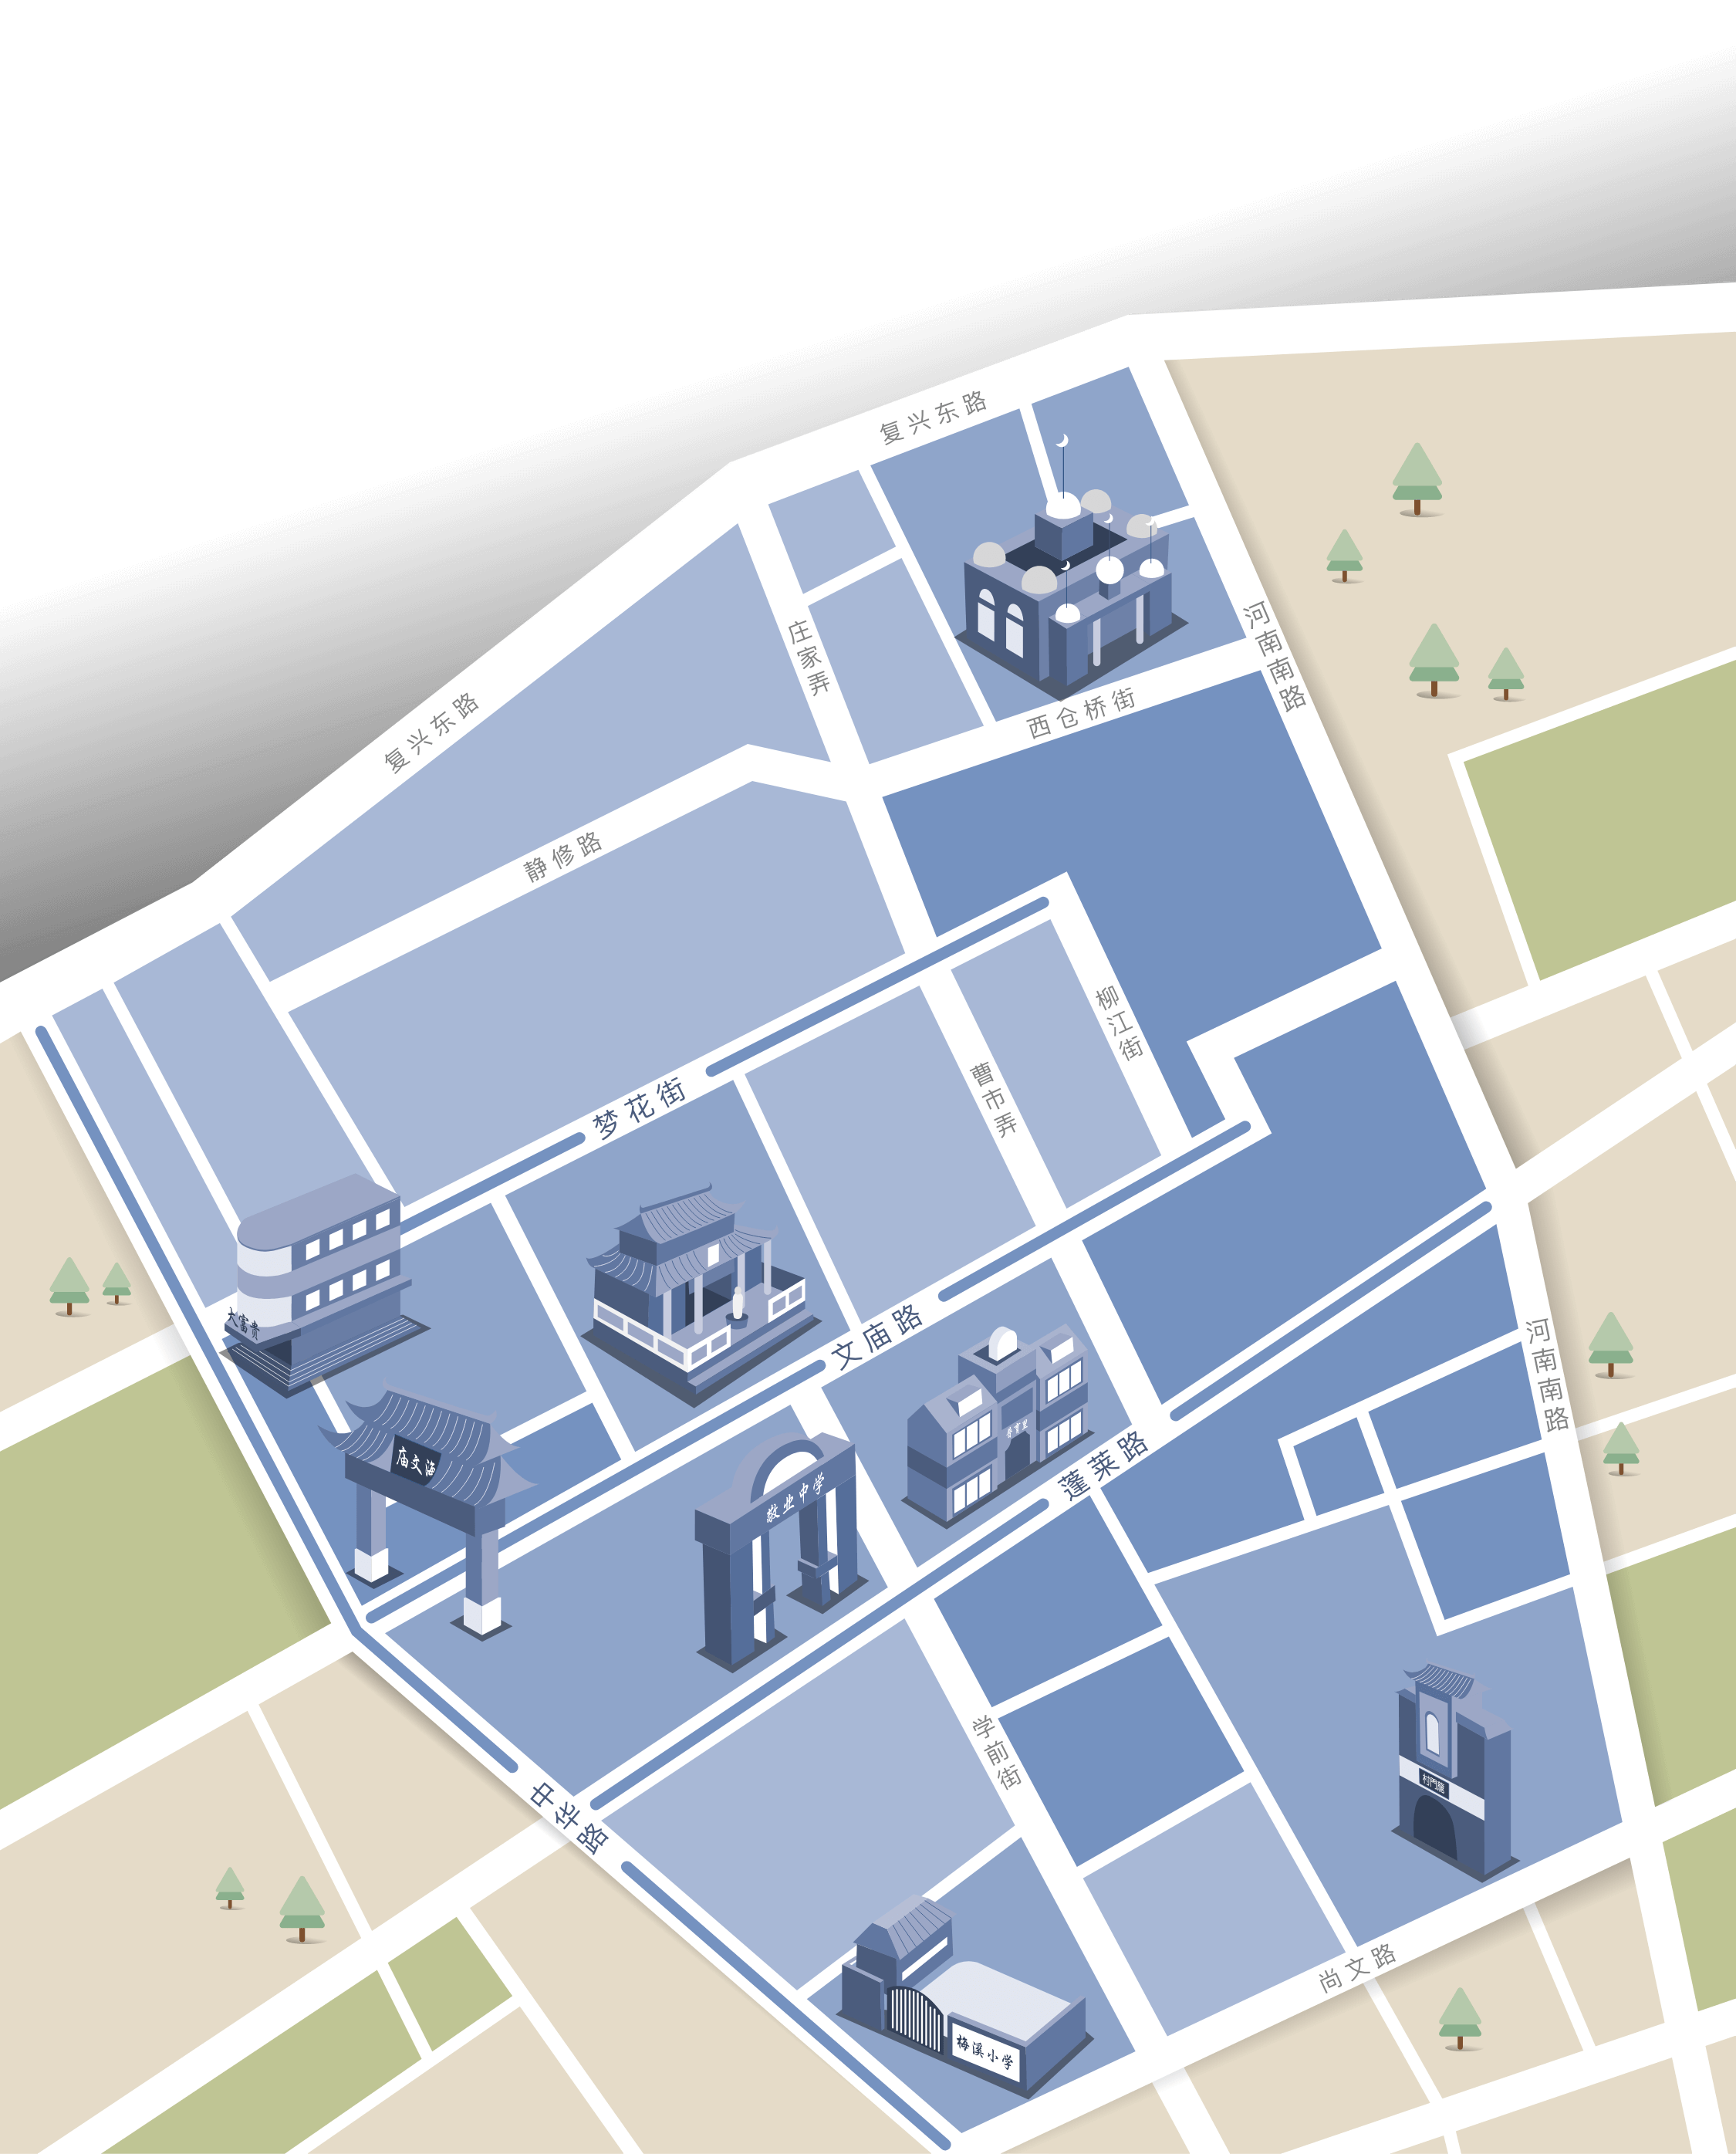 复兴东路
河南南路
庄家弄
西仓桥街
复兴东路
静修路
柳江街
曹市弄
梦花街
大富贵
文庙路
河南南路
庙文海
敬业中学
蓬莱路
学前街
村門龍
中华路
尚文路
梅溪小学